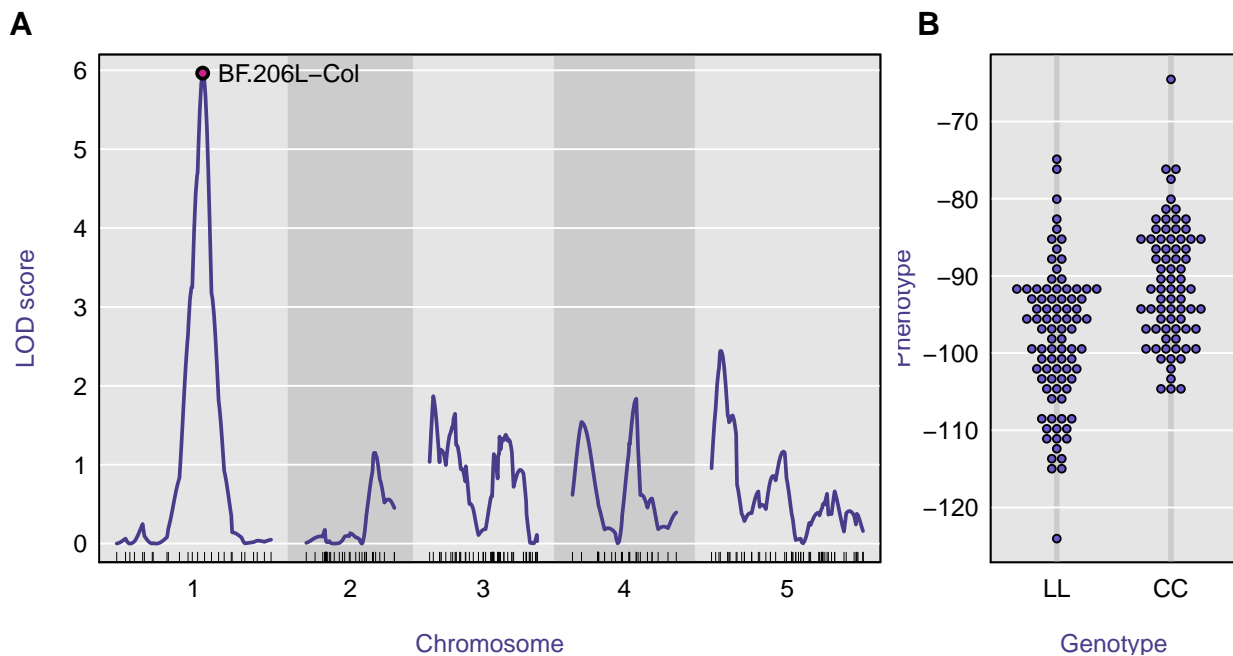 A
B
BF.206L–Col
6
5
4
3
2
1
0
LOD score
1
2
3
4
5
Chromosome
Phenotype
−70
−80
−90
−100
−110
−120
LL
CC
Genotype